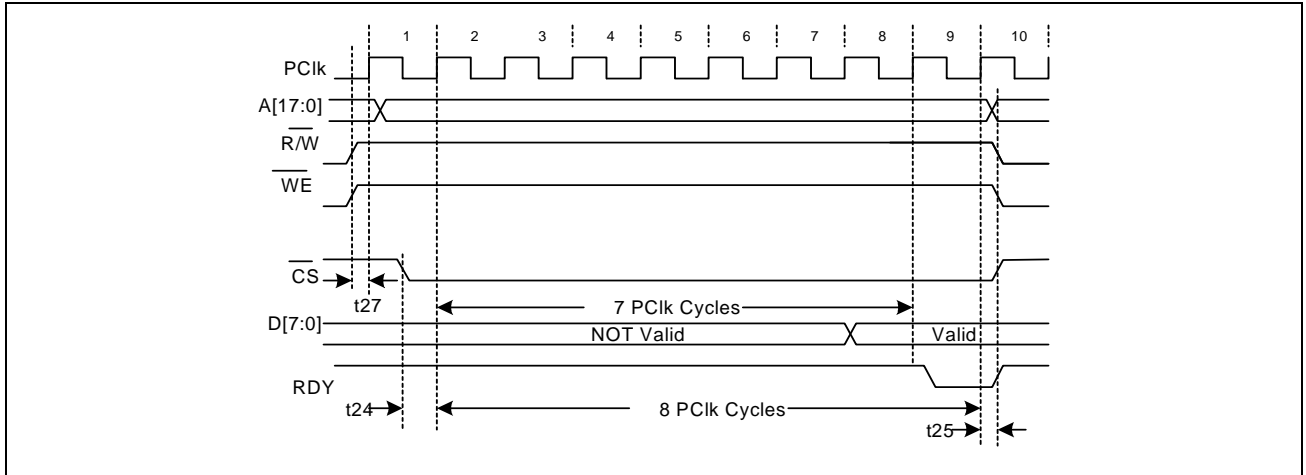 1 2 3 4 5 6 7 8 9 10
PClk
A[17:0]
R/W
WE
CS
t27
7 PClk Cycles
D[7:0]
NOT Valid
Valid
RDY
t24
8 PClk Cycles
t25